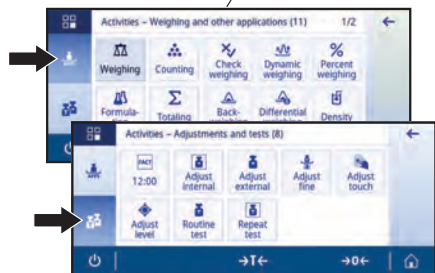 Activities – Weighing and other applications (11) 1/2
Weighing Counting Check weighing Dynamic weighing Percent weighing
Formula- Totaling Back- Differential Density
Activities – Adjustments and tests (8)
PACT
12:00 Adjust internal Adjust external Adjust fine Adjust touch
Adjust level Routine test Repeat test
→T← →0←